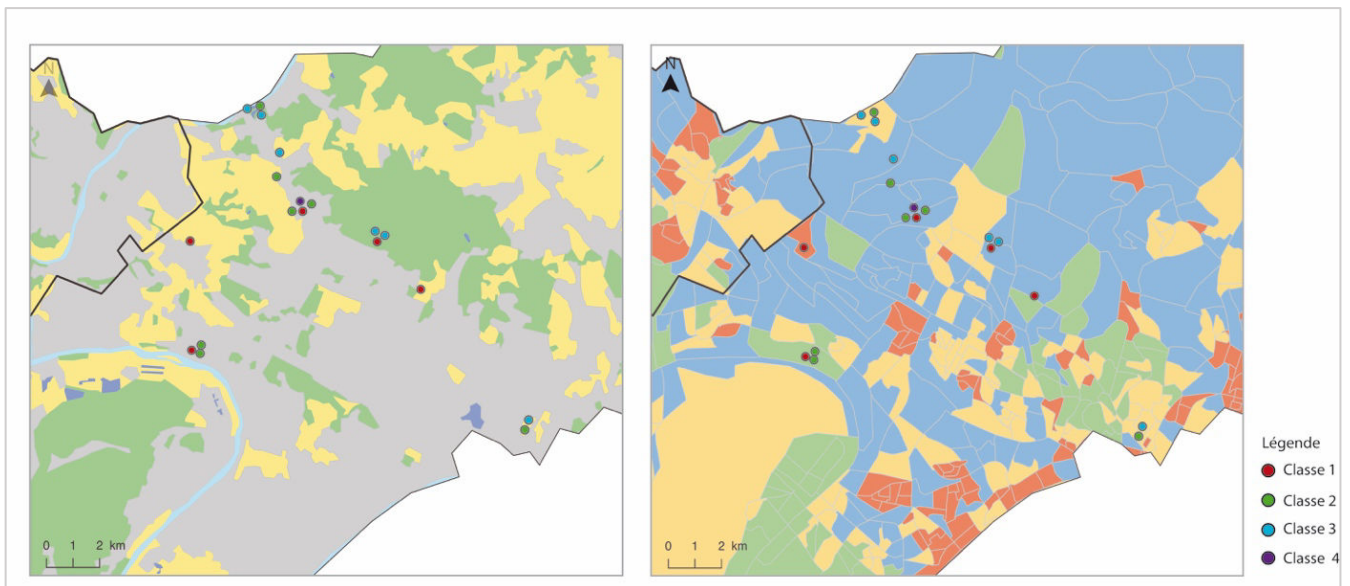 N
N
Légende
Classe 1
Classe 2
Classe 3
Classe 4
0 1 2 km
0 1 2 km